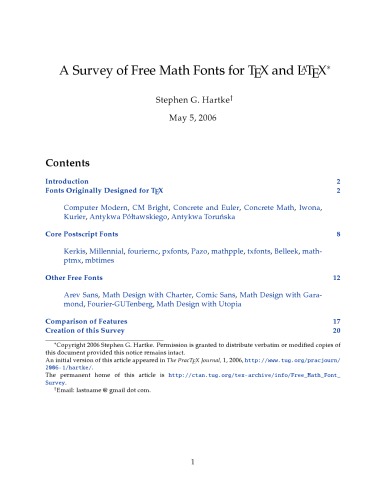 A Survey of Free Math Fonts for TEX and LATEX*
Stephen G. Hartke†
May 5, 2006
Contents
Introduction 2
Fonts Originally Designed for TEX 2
Computer Modern, CM Bright, Concrete and Euler, Concrete Math, Iwona,
Kurier, Antykwa Półtawskiego, Antykwa Toruńska
Core Postscript Fonts 8
Kerkis, Millennial, fouriernc, pxfonts, Pazo, mathpple, txfonts, Belleek, math-
ptmx, mbtimes
Other Free Fonts 12
Arev Sans, Math Design with Charter, Comic Sans, Math Design with Gara-
mond, Fourier-GUTenberg, Math Design with Utopia
Comparison of Features 17
Creation of this Survey 20
*Copyright 2006 Stephen G. Hartke. Permission is granted to distribute verbatim or modified copies of
this document provided this notice remains intact.
An initial version of this article appeared in The PracTEX Journal, 1, 2006, http://www.tug.org/pracjourn/
2006-1/hartke/.
The permanent home of this article is http://ctan.tug.org/tex-archive/info/Free_Math_Font_
Survey.
†Email: lastname @ gmail dot com.
1